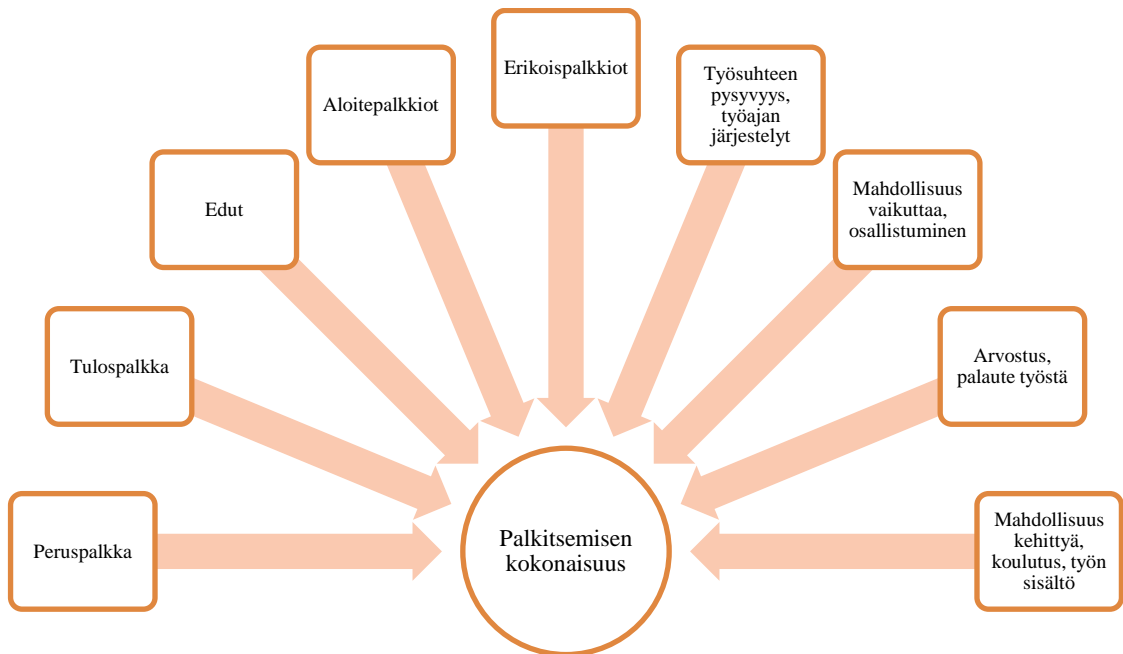 Erikoispalkkiot
Aloitepalkkiot
Työsuhteen
pysyvyys,
työajan
järjestelyt
Edut
Mahdollisuus
vaikuttaa,
osallistuminen
Tulospalkka
Arvostus,
palaute työstä
Peruspalkka
Palkitsemisen
kokonaisuus
Mahdollisuus
kehittyä,
koulutus, työn
sisältö